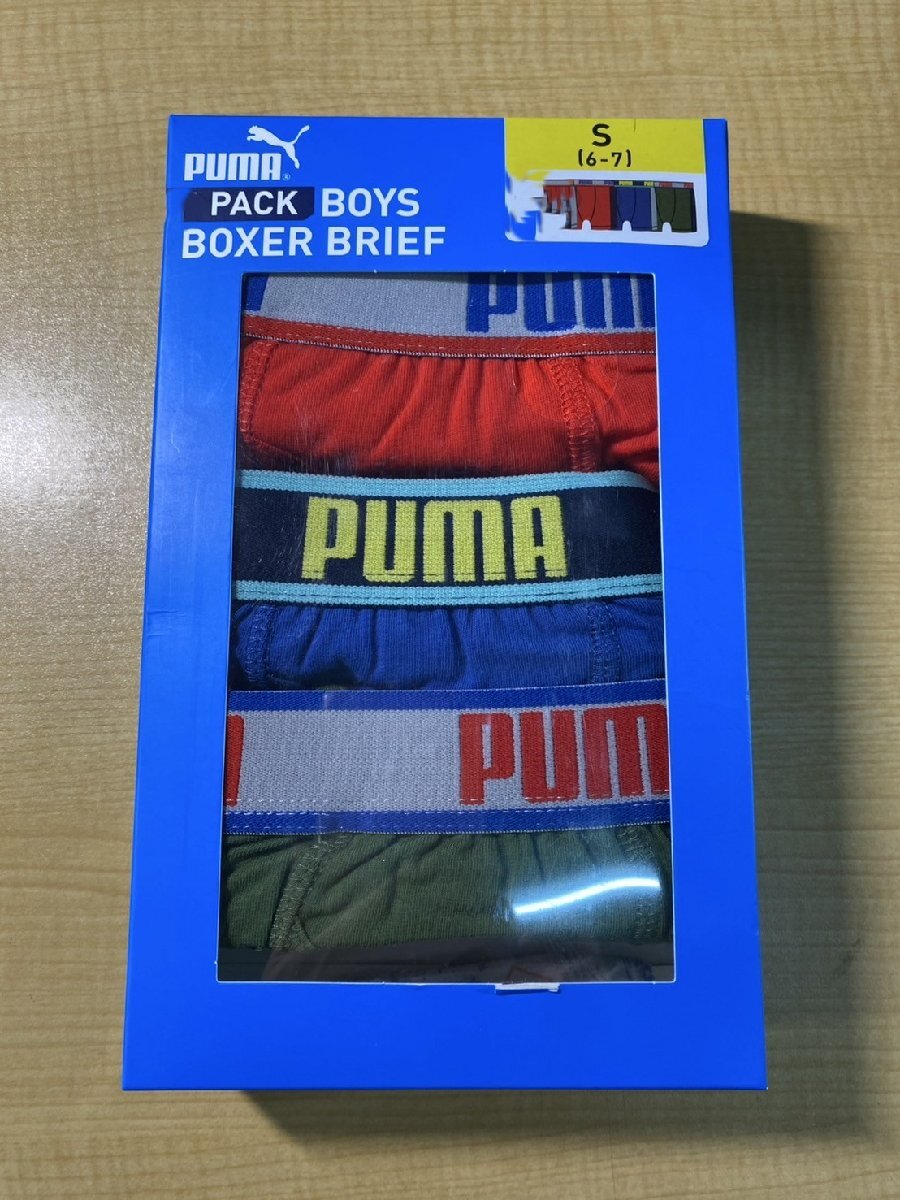 S
(6-7)
PUMA®
PACK BOYS
BOXER BRIEF
PUM
PUMA
PUM